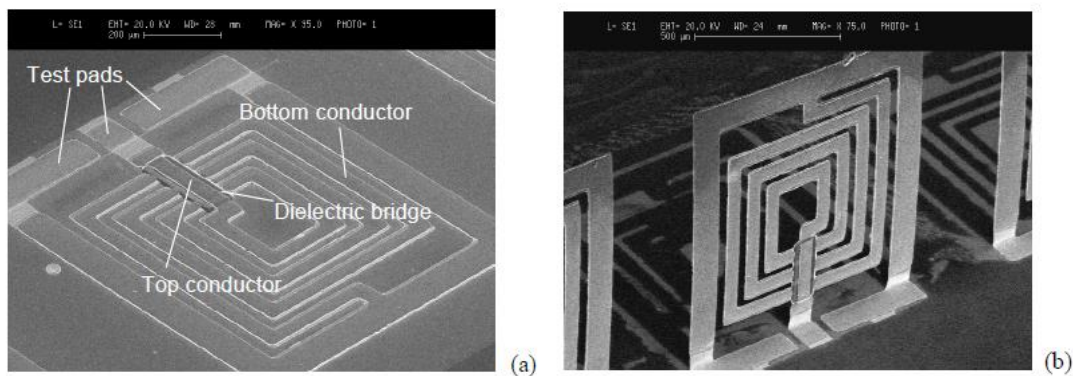 L= SE1 EHT= 20.0 KV WD= 28 mm MAG= X 95.0 PHOTO= 1
200 µm
Test pads
Bottom conductor
Dielectric bridge
Top conductor
(a)
L= SE1 EHT= 20.0 KV WD= 24 mm MAG= X 75.0 PHOTO= 1
500 µm
(b)